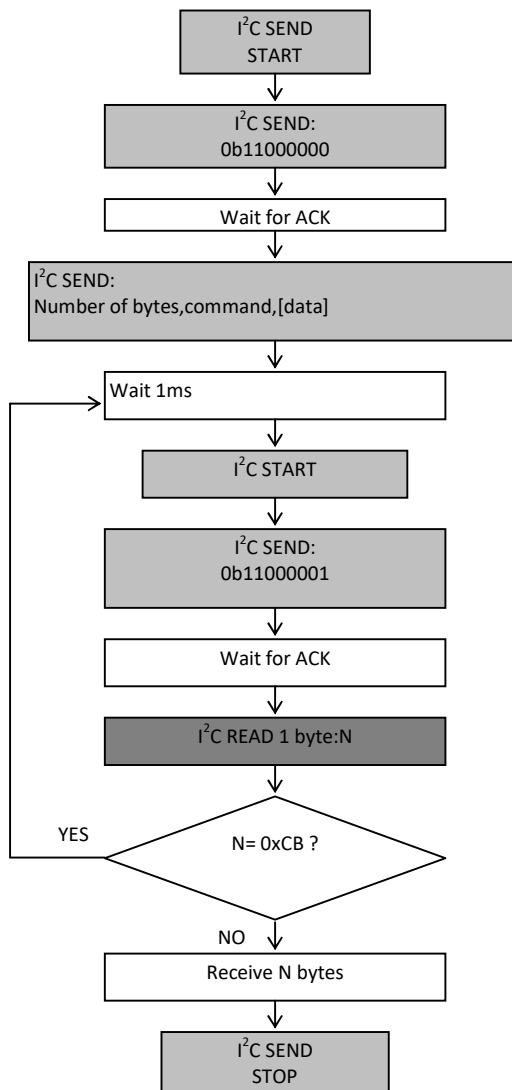 I²C SEND
START
I²C SEND:
0b11000000
Wait for ACK
I²C SEND:
Number of bytes,command,[data]
Wait 1ms
I²C START
I²C SEND:
0b11000001
Wait for ACK
I²C READ 1 byte:N
YES
N= 0xCB ?
NO
Receive N bytes
I²C SEND
STOP